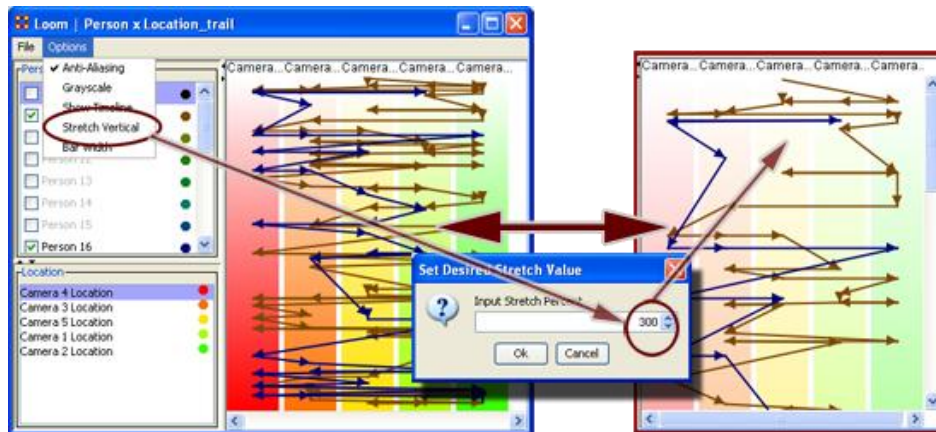 Loom | Person x Location_trail
File Options
Anti-Aliasing
Grayscale
Show Timeline
Stretch Vertical
Bar Width
Person 13
Person 14
Person 15
Person 16
Location
Camera 4 Location
Camera 3 Location
Camera 5 Location
Camera 1 Location
Camera 2 Location
Camera... Camera... Camera... Camera... Camera...
Set Desired Stretch Value
Input Stretch Percent
300
Ok Cancel
Camera... Camera... Camera... Camera... Camera.